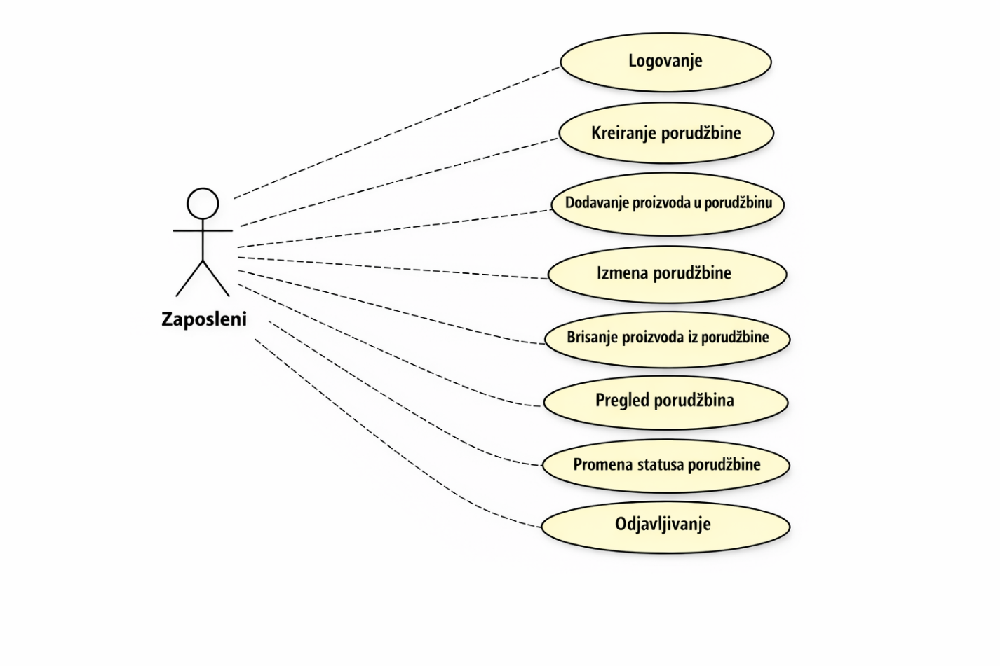 Logovanje
Kreiranje porudžbine
Dodavanje proizvoda u porudžbinu
Izmena porudžbine
Zaposleni
Brisanje proizvoda iz porudžbine
Pregled porudžbina
Promena statusa porudžbine
Odjavljivanje